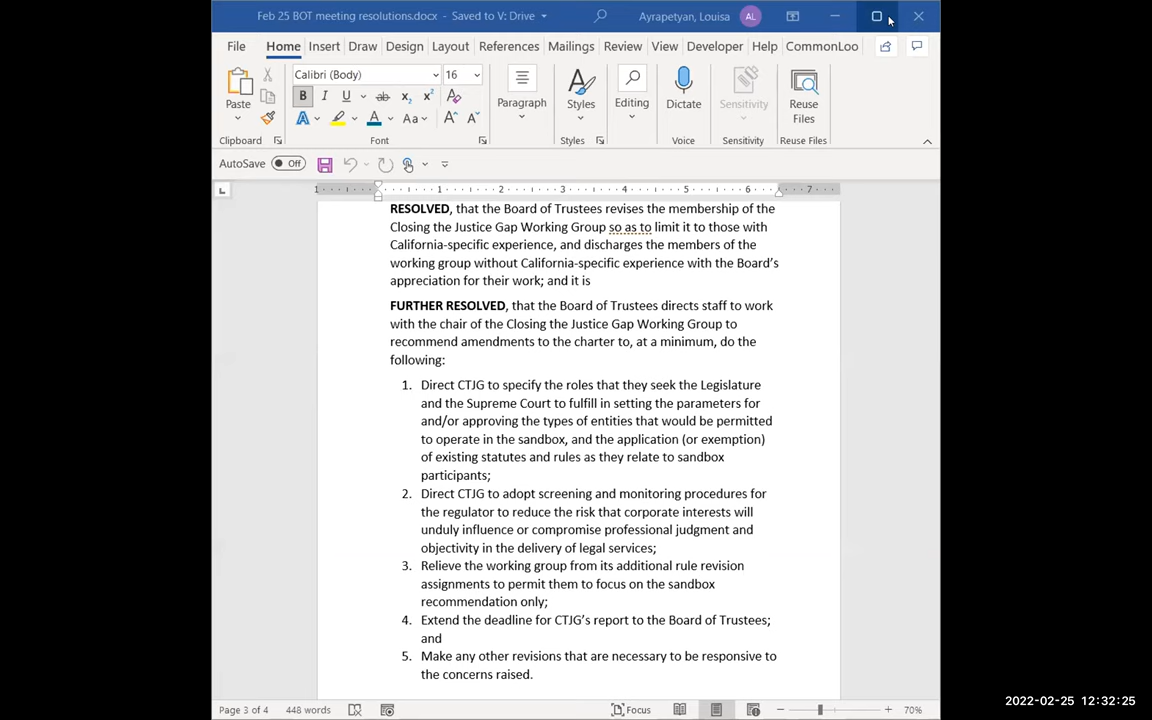 Feb 25 BOT meeting resolutions.docx - Saved to V: Drive
Ayrapetyan, Louisa AL
File Home Insert Draw Design Layout References Mailings Review View Developer Help CommonLoo
Calibri (Body) 16
Paste
Paragraph Styles Editing Dictate Sensitivity Reuse Files
Clipboard Font Styles Voice Sensitivity Reuse Files
AutoSave Off
1 1 2 3 4 5 6 7
RESOLVED, that the Board of Trustees revises the membership of the
Closing the Justice Gap Working Group so as to limit it to those with
California-specific experience, and discharges the members of the
working group without California-specific experience with the Board's
appreciation for their work; and it is
FURTHER RESOLVED, that the Board of Trustees directs staff to work
with the chair of the Closing the Justice Gap Working Group to
recommend amendments to the charter to, at a minimum, do the
following:
1. Direct CTJG to specify the roles that they seek the Legislature
and the Supreme Court to fulfill in setting the parameters for
and/or approving the types of entities that would be permitted
to operate in the sandbox, and the application (or exemption)
of existing statutes and rules as they relate to sandbox
participants;
2. Direct CTJG to adopt screening and monitoring procedures for
the regulator to reduce the risk that corporate interests will
unduly influence or compromise professional judgment and
objectivity in the delivery of legal services;
3. Relieve the working group from its additional rule revision
assignments to permit them to focus on the sandbox
recommendation only;
4. Extend the deadline for CTJG's report to the Board of Trustees;
and
5. Make any other revisions that are necessary to be responsive to
the concerns raised.
Page 3 of 4 448 words Focus 70%
2022-02-25 12:32:25